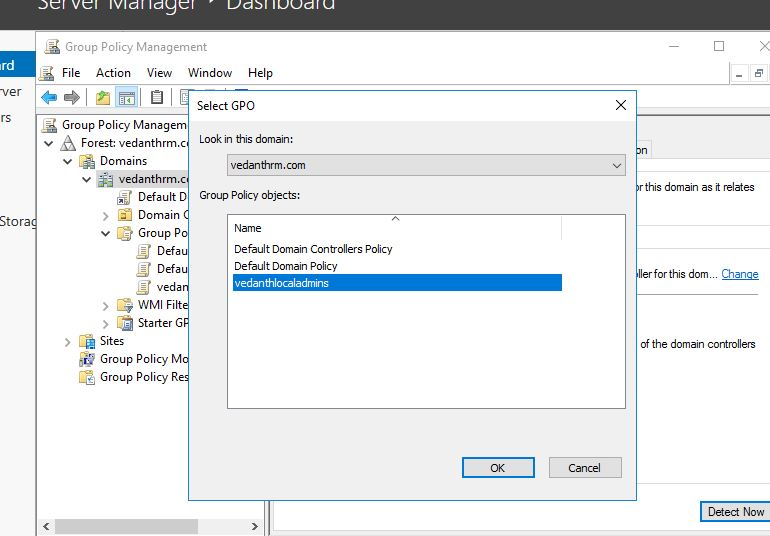 Server Manager • Dashboard
Group Policy Management
File Action View Window Help
Select GPO
Look in this domain:
vedanthrm.com
Group Policy objects:
Name
Default Domain Controllers Policy
Default Domain Policy
vedanthlocaladmins
OK
Cancel
Group Policy Manageme
Forest: vedanthrm.co
Domains
vedanthrm.co
Default D
Domain C
Group Po
Defau
Defau
vedan
WMI Filte
Starter GP
Sites
Group Policy Mo
Group Policy Res
rd
rver
rs
Storag
on
or this domain as it relates
ller for this dom... Change
of the domain controllers
Detect Now